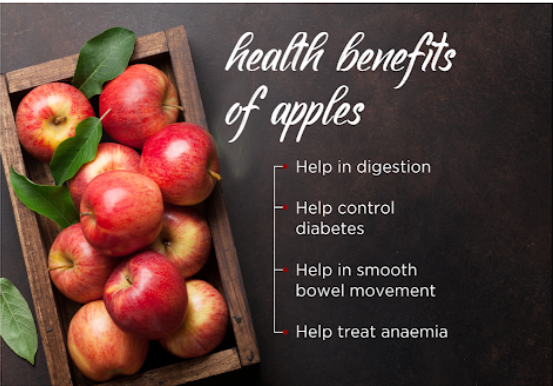 health benefits
of apples
Help in digestion
Help control
diabetes
Help in smooth
bowel movement
Help treat anaemia